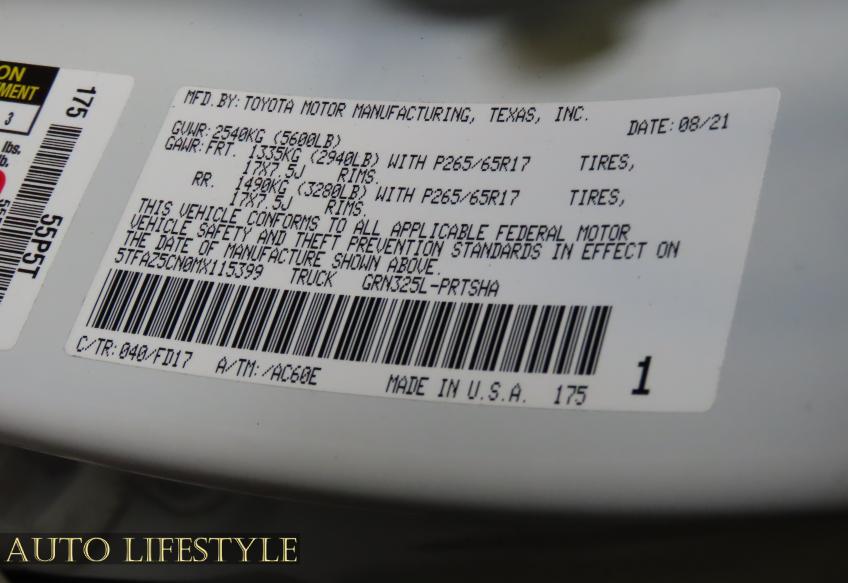 ON
MENT
3
lbs.
lb.
175
55P5T
MFD. BY: TOYOTA MOTOR MANUFACTURING, TEXAS, INC. DATE: 08/21
GVWR: 2540KG (5600LB)
GAWR: FRT. 1335KG (2940LB) WITH P265/65R17 TIRES,
17X7.5J RIMS.
RR. 1490KG (3280LB) WITH P265/65R17 TIRES,
17X7.5J RIMS.
THIS VEHICLE CONFORMS TO ALL APPLICABLE FEDERAL MOTOR
VEHICLE SAFETY AND THEFT PREVENTION STANDARDS IN EFFECT ON
THE DATE OF MANUFACTURE SHOWN ABOVE.
5TFAZ5CN0MX115399 TRUCK GRN325L-PRTSHA
C/TR: 040/FD17 A/TM: /AC60E MADE IN U.S.A. 175 1
AUTO LIFESTYLE